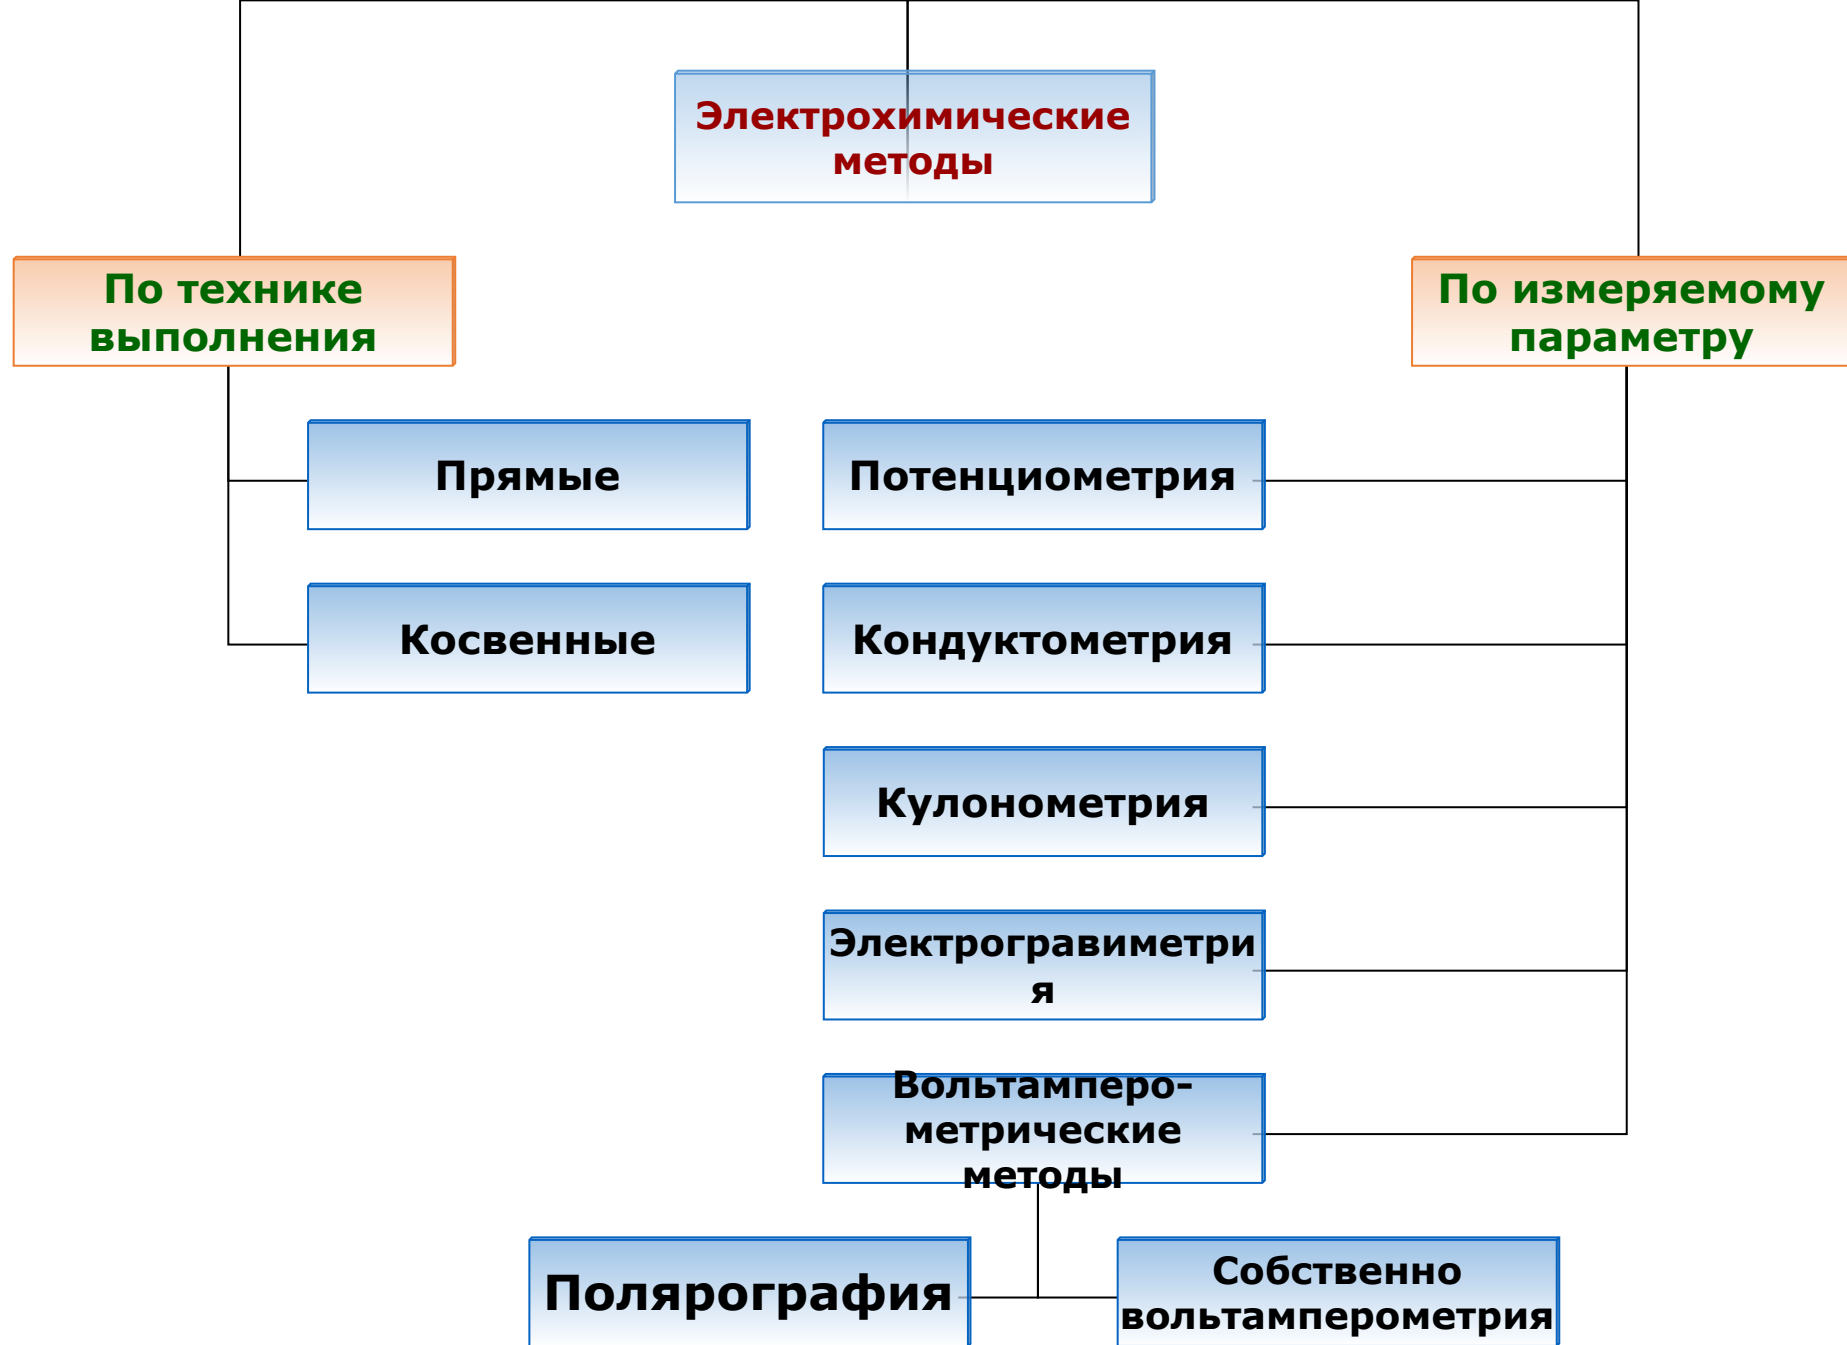 Электрохимические
методы
По технике
выполнения
По измеряемому
параметру
Прямые
Потенциометрия
Косвенные
Кондуктометрия
Кулонометрия
Электрогравиметри
я
Вольтамперо-
метрические
методы
Полярография
Собственно
вольтамперометрия